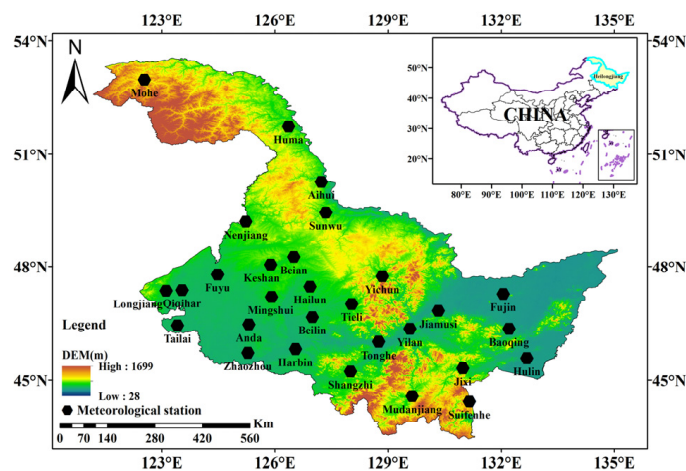 123°E 126°E 129°E 132°E 135°E
54°N
51°N
48°N
45°N
54°N
51°N
48°N
45°N
N
Mohe
Huma
Aihui
Sunwu
Nenjiang
Beian
Keshan
Fuyu
Yichun
Hailun
Longjiang
Qiqihar
Mingshui
Tieli
Fujin
Jiamusi
Beilin
Tailai
Anda
Yilan
Baoqing
Tonghe
Harbin
Zhaozhou
Hulin
Shangzhi
Jixi
Mudanjiang
Suifenhe
Legend
DEM(m)
High : 1699
Low : 28
Meteorological station
Km
0 70 140 280 420 560
123°E 126°E 129°E 132°E 135°E
50°N
40°N
30°N
20°N
Heilongjiang
CHINA
80°E 90°E 100°E 110°E 120°E 130°E